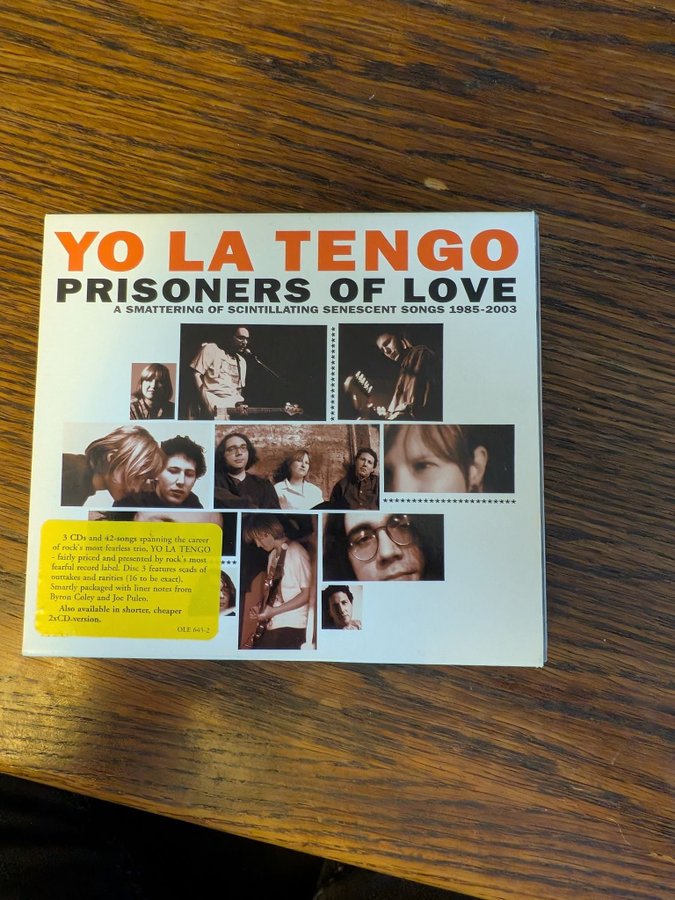 YO LA TENGO
PRISONERS OF LOVE
A SMATTERING OF SCINTILLATING SENESCENT SONGS 1985-2003
3 CDs and 42-songs spanning the career
of rock's most fearless trio, YO LA TENGO
- fairly priced and presented by rock's most
fearful record label. Disc 3 features scads of
outtakes and rarities (16 to be exact).
Smartly packaged with liner notes from
Byron Coley and Joe Puleo.
Also available in shorter, cheaper
2xCD-version.
OLE 645-2